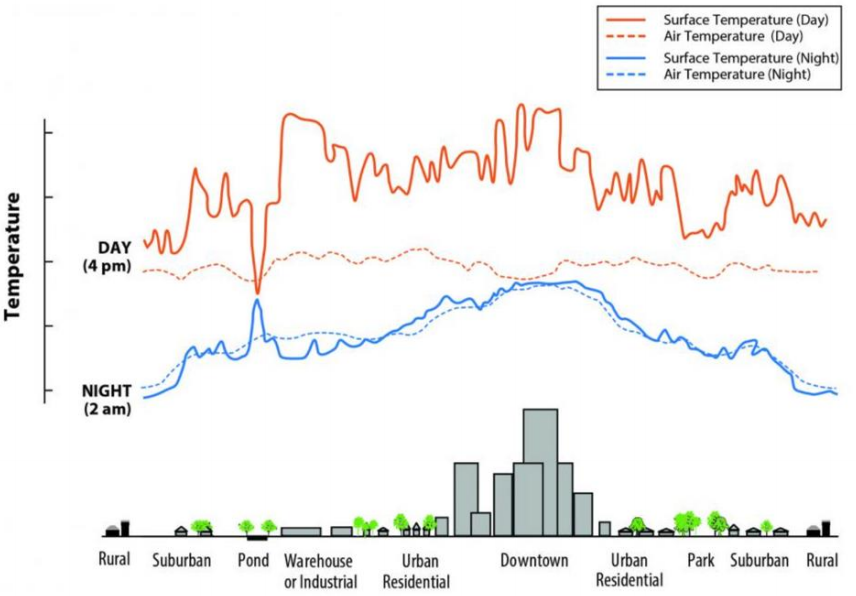 Surface Temperature (Day)
Air Temperature (Day)
Surface Temperature (Night)
Air Temperature (Night)
Temperature
DAY
(4 pm)
NIGHT
(2 am)
Rural
Suburban
Pond
Warehouse
or Industrial
Urban
Residential
Downtown
Urban
Residential
Park
Suburban
Rural